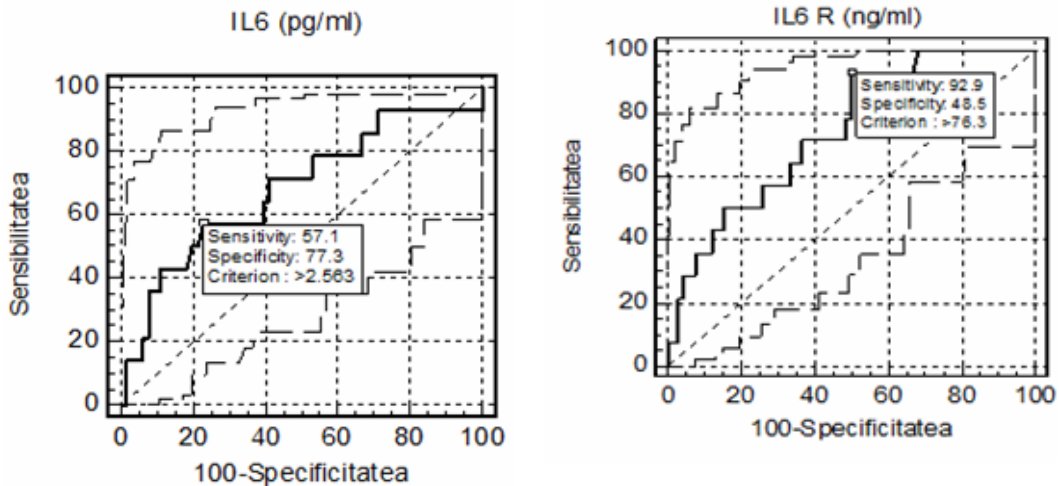 IL6 (pg/ml)
100
80
60
40
20
0
Sensibilitatea
Sensitivity: 57.1
Specificity: 77.3
Criterion : >2.563
0 20 40 60 80 100
100-Specificitatea
IL6 R (ng/ml)
100
80
60
40
20
0
Sensibilitatea
Sensitivity: 92.9
Specificity: 48.5
Criterion : >76.3
0 20 40 60 80 100
100-Specificitatea